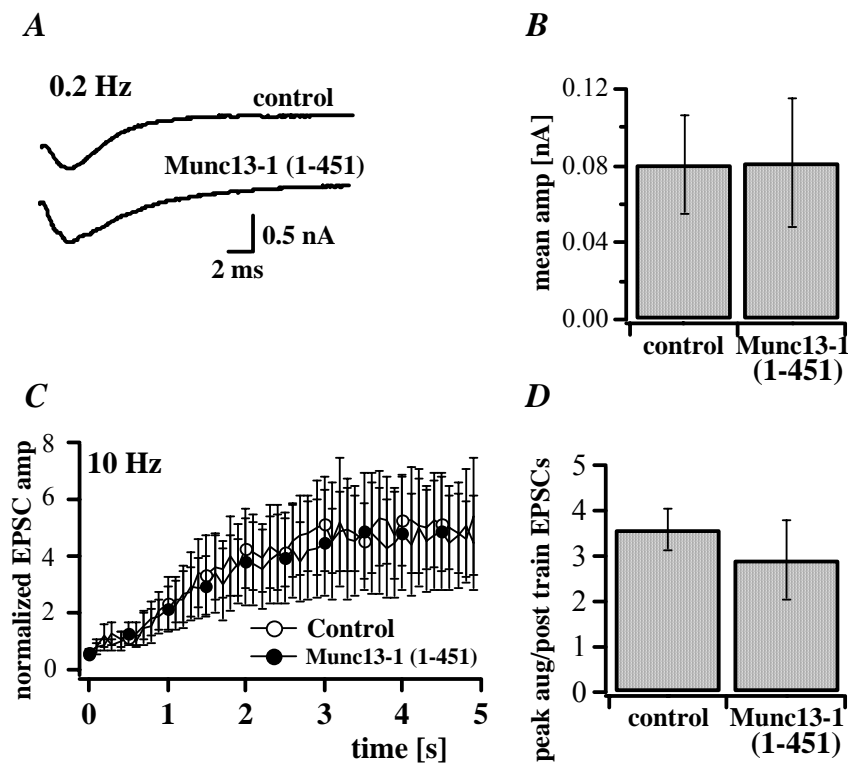 A
0.2 Hz
control
Munc13-1 (1-451)
0.5 nA
2 ms
B
mean amp [nA]
0.12
0.08
0.04
0.00
control
Munc13-1
(1-451)
C
normalized EPSC amp
10 Hz
8
6
4
2
0
Control
Munc13-1 (1-451)
0 1 2 3 4 5
time [s]
D
peak aug/post train EPSCs
5
4
3
2
1
0
control
Munc13-1
(1-451)